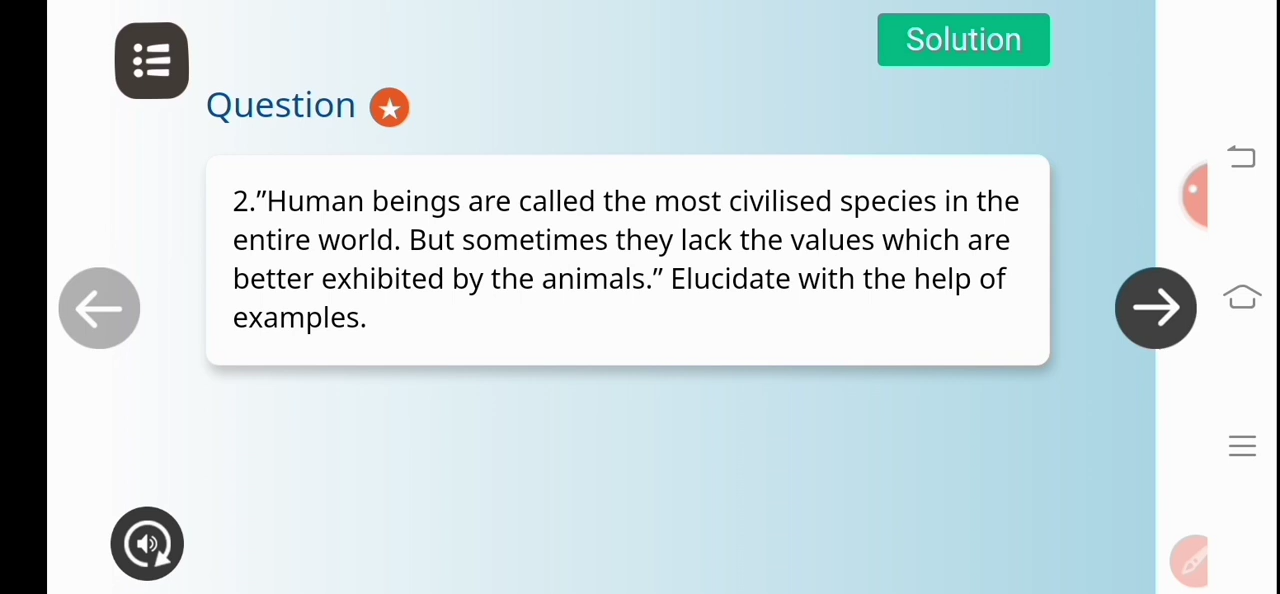 Solution
Question
2.”Human beings are called the most civilised species in the
entire world. But sometimes they lack the values which are
better exhibited by the animals.” Elucidate with the help of
examples.